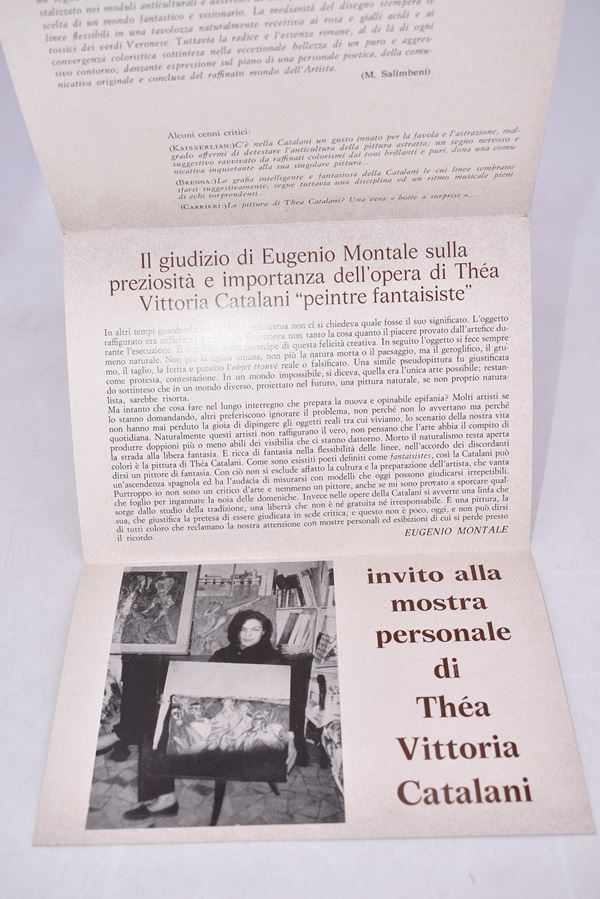 stalizzato nei moduli anticulturali e deteriori di
scelta di un mondo fantastico e visionario. La medianità del disegno stempera le
linee flessibili in una tavolozza naturalmente recettiva ai rosa e gialli acidi e ai
tossici dei verdi Veronese. Tuttavia la radice e l'essenza rimane, al di là di ogni
convergenza coloristica sottintesa nella eccezionale bellezza di un puro e aggres-
sivo contorno; danzante espressione sul piano di una personale poetica, della comu-
nicativa originale e conclusa del raffinato mondo dell'Artista.
(M. Salimbeni)
Alcuni cenni critici:
(KAISSERLIAN:)C'è nella Catalani un gusto innato per la favola e l'astrazione, mal-
grado affermi di detestare l'anticultura della pittura astratta; un segno nervoso e
suggestivo ravvivato da raffinati colorismi dai toni brillanti e puri, dona una comu-
nicativa inquietante alla sua singolare pittura...
(BRENNA:)La grafia intelligente e fantasiosa della Catalani le cui linee sembrano
sfarsi suggestivamente, segue tuttavia una disciplina ed un ritmo musicale pieni
di echi sorprendenti...
(CARRIERI:)La pittura di Thea Catalani? Una vera « boite a surprise »...
Il giudizio di Eugenio Montale sulla
preziosità e importanza dell'opera di Théa
Vittoria Catalani "peintre fantaisiste"
In altri tempi guardando statua non ci si chiedeva quale fosse il suo significato. L'oggetto
raffigurato era sufficiente primeva non tanto la cosa quanto il piacere provato dall'artefice du-
rante l'esecuzione. E partecipe di questa felicità creativa. In seguito l'oggetto si fece sempre
meno naturale. Non più la figura umana, non più la natura morta o il paesaggio, ma il geroglifico, il gru-
mo, il taglio, la ferita e persino l'objet trouvé reale o falsificato. Una simile pseudopittura fu giustificata
come protesta, contestazione. In un mondo impossibile, si diceva, quella era l'unica arte possibile; restan-
do sottinteso che in un mondo diverso, proiettato nel futuro, una pittura naturale, se non proprio natura-
lista, sarebbe risorta.
Ma intanto che cosa fare nel lungo interregno che prepara la nuova e opinabile epifania? Molti artisti se
lo stanno domandando, altri preferiscono ignorare il problema, non perché non lo avvertano ma perché
non hanno mai perduto la gioia di dipingere gli oggetti reali tra cui viviamo, lo scenario della nostra vita
quotidiana. Naturalmente questi artisti non raffigurano il vero, non pensano che l'arte abbia il compito di
produrre doppioni più o meno abili dei visibilia che ci stanno dattorno. Morto il naturalismo resta aperta
la strada alla libera fantasia. E ricca di fantasia nella flessibilità delle linee, nell'accordo dei discordanti
colori è la pittura di Théa Catalani. Come sono esistiti poeti definiti come fantaisistes, così la Catalani può
dirsi un pittore di fantasia. Con ciò non si esclude affatto la cultura e la preparazione dell'artista, che vanta
un'ascendenza spagnola ed ha l'audacia di misurarsi con modelli che oggi possono giudicarsi irrepetibili.
Purtroppo io non sono un critico d'arte e nemmeno un pittore, anche se mi sono provato a sporcare qual-
che foglio per ingannare la noia delle domeniche. Invece nelle opere della Catalani si avverte una linfa che
sorge dallo studio della tradizione, una libertà che non è né gratuita né irresponsabile. È una pittura, la
sua, che giustifica la pretesa di essere giudicata in sede critica; e questo non è poco, oggi, e non può dirsi
di tutti coloro che reclamano la nostra attenzione con mostre personali ed esibizioni di cui si perde presto
il ricordo.
EUGENIO MONTALE
invito alla
mostra
personale
di
Théa
Vittoria
Catalani